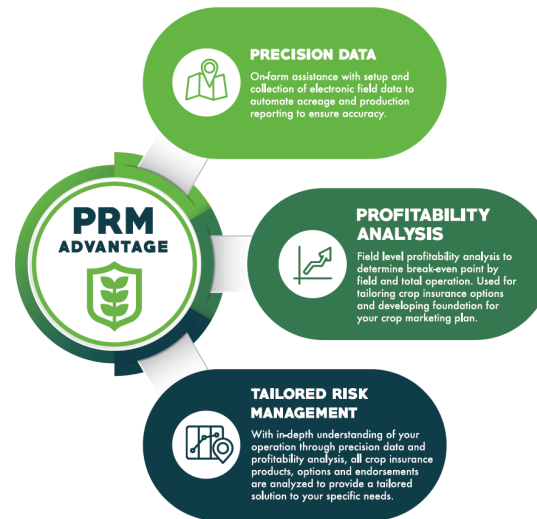 PRECISION DATA
On-farm assistance with setup and
collection of electronic field data to
automate acreage and production
reporting to ensure accuracy.
PRM
ADVANTAGE
PROFITABILITY
ANALYSIS
Field level profitability analysis to
determine break-even point by
field and total operation. Used for
tailoring crop insurance options
and developing foundation for
your crop marketing plan.
TAILORED RISK
MANAGEMENT
With in-depth understanding of your
operation through precision data and
profitability analysis, all crop insurance
products, options and endorsements
are analyzed to provide a tailored
solution to your specific needs.